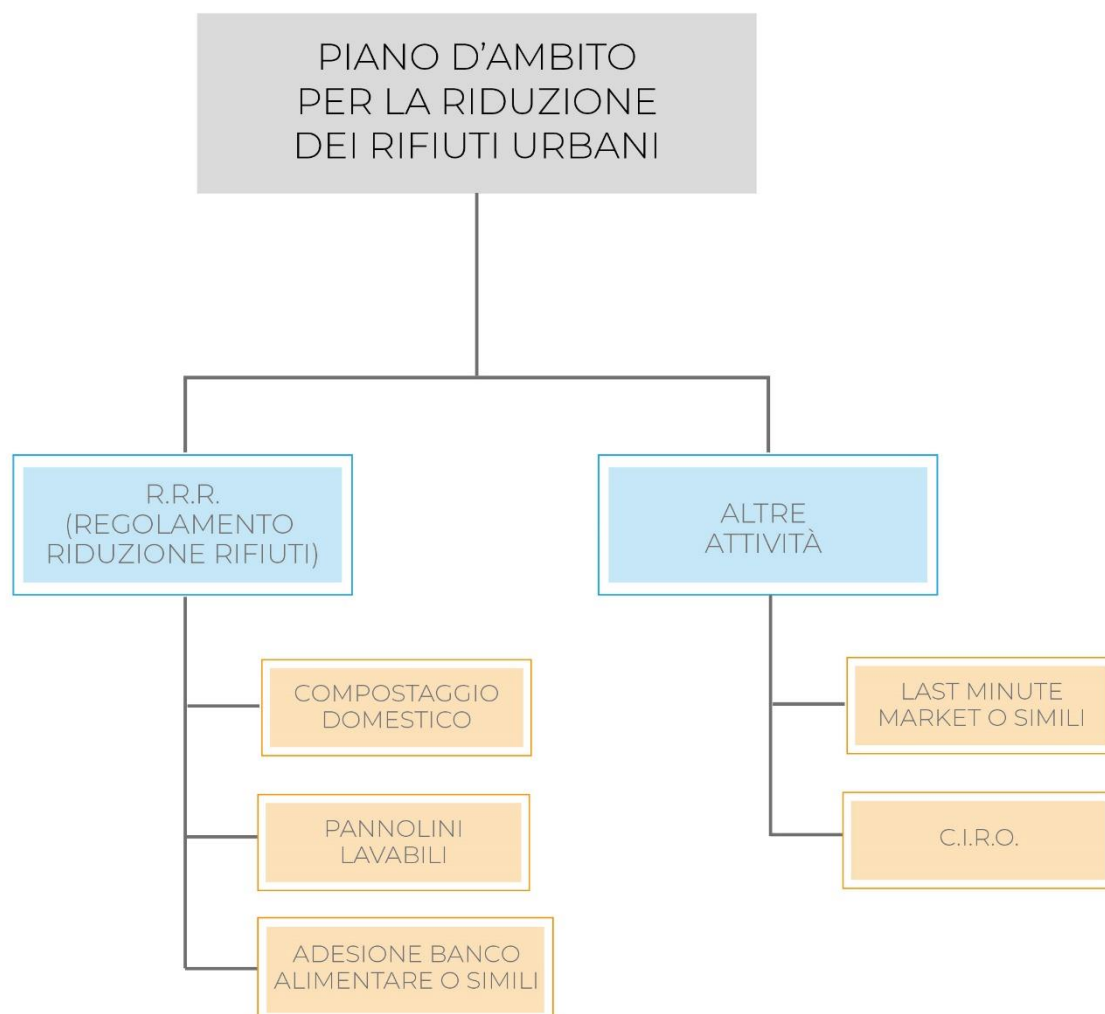 PIANO D'AMBITO
PER LA RIDUZIONE
DEI RIFIUTI URBANI
R.R.R.
(REGOLAMENTO
RIDUZIONE RIFIUTI)
ALTRE
ATTIVITÀ
COMPOSTAGGIO
DOMESTICO
PANNOLINI
LAVABILI
ADESIONE BANCO
ALIMENTARE O SIMILI
LAST MINUTE
MARKET O SIMILI
C.I.R.O.